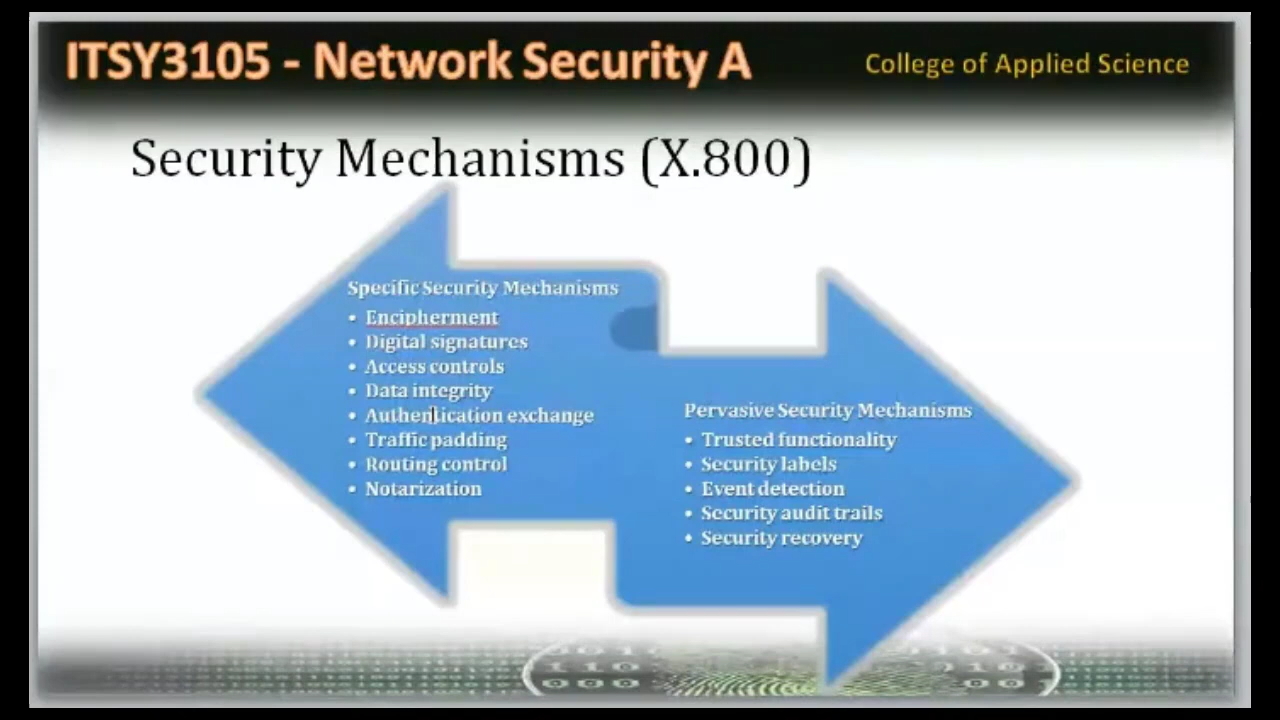 ITSY3105 - Network Security A
College of Applied Science
Security Mechanisms (X.800)
Specific Security Mechanisms
• Encipherment
• Digital signatures
• Access controls
• Data integrity
• Authentication exchange
• Traffic padding
• Routing control
• Notarization
Pervasive Security Mechanisms
• Trusted functionality
• Security labels
• Event detection
• Security audit trails
• Security recovery